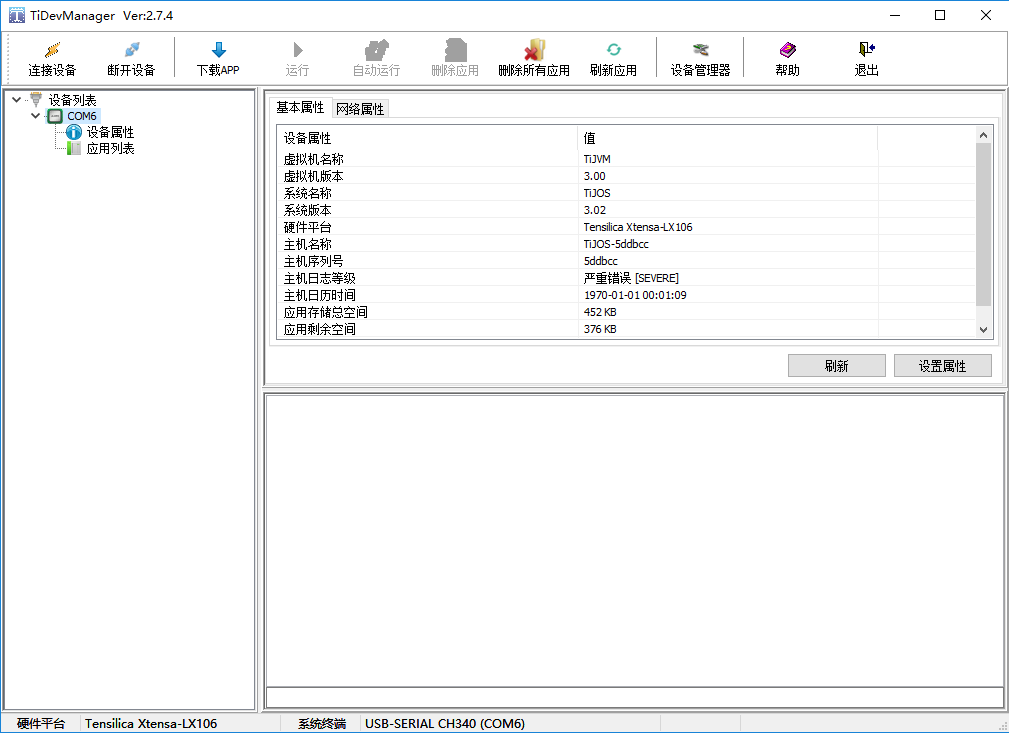 TiDevManager Ver:2.7.4
连接设备 断开设备 下载APP 运行 自动运行 删除应用 删除所有应用 刷新应用 设备管理器 帮助 退出
设备列表
COM6
设备属性
应用列表
基本属性 网络属性
设备属性 值
虚拟机名称 TiJVM
虚拟机版本 3.00
系统名称 TiJOS
系统版本 3.02
硬件平台 Tensilica Xtensa-LX106
主机名称 TiJOS-5ddbcc
主机序列号 5ddbcc
主机日志等级 严重错误 [SEVERE]
主机日历时间 1970-01-01 00:01:09
应用存储总空间 452 KB
应用剩余空间 376 KB
刷新 设置属性
硬件平台 Tensilica Xtensa-LX106 系统终端 USB-SERIAL CH340 (COM6)